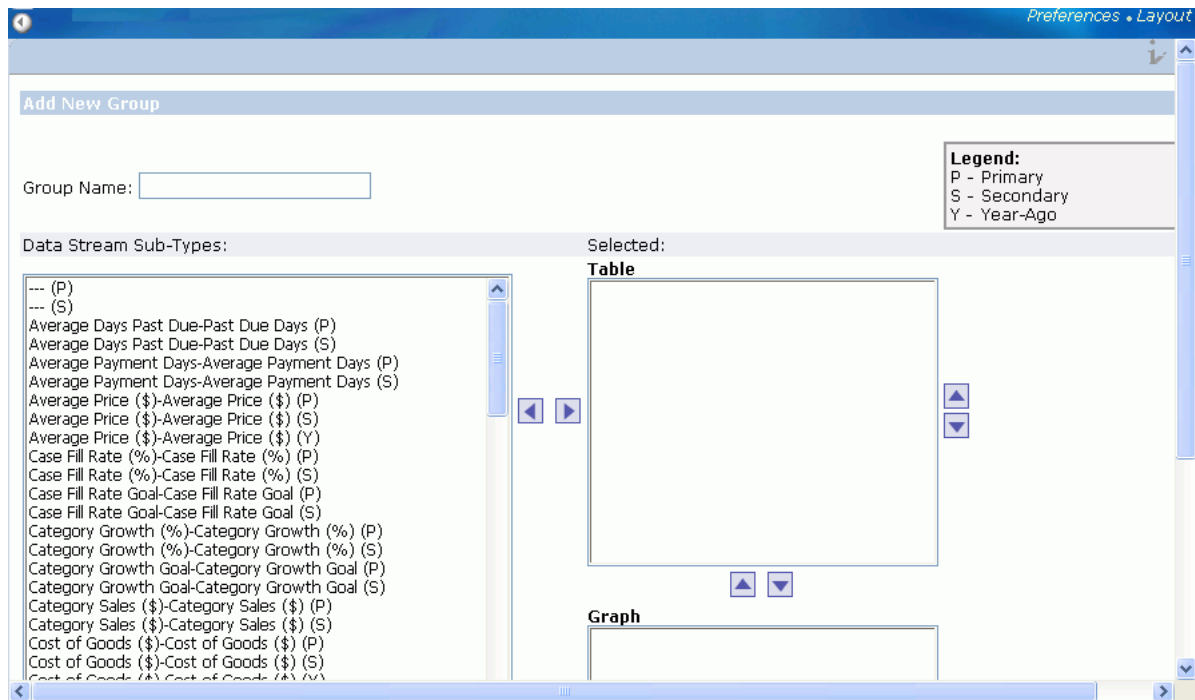 Preferences • Layout
Add New Group
Group Name:
Legend:
P - Primary
S - Secondary
Y - Year-Ago
Data Stream Sub-Types:
Selected:
--- (P)
--- (S)
Average Days Past Due-Past Due Days (P)
Average Days Past Due-Past Due Days (S)
Average Payment Days-Average Payment Days (P)
Average Payment Days-Average Payment Days (S)
Average Price ($)-Average Price ($) (P)
Average Price ($)-Average Price ($) (S)
Average Price ($)-Average Price ($) (Y)
Case Fill Rate (%)-Case Fill Rate (%) (P)
Case Fill Rate (%)-Case Fill Rate (%) (S)
Case Fill Rate Goal-Case Fill Rate Goal (P)
Case Fill Rate Goal-Case Fill Rate Goal (S)
Category Growth (%)-Category Growth (%) (P)
Category Growth (%)-Category Growth (%) (S)
Category Growth Goal-Category Growth Goal (P)
Category Growth Goal-Category Growth Goal (S)
Category Sales ($)-Category Sales ($) (P)
Category Sales ($)-Category Sales ($) (S)
Cost of Goods ($)-Cost of Goods ($) (P)
Cost of Goods ($)-Cost of Goods ($) (S)
Cost of Goods ($)-Cost of Goods ($) (Y)
Table
Graph